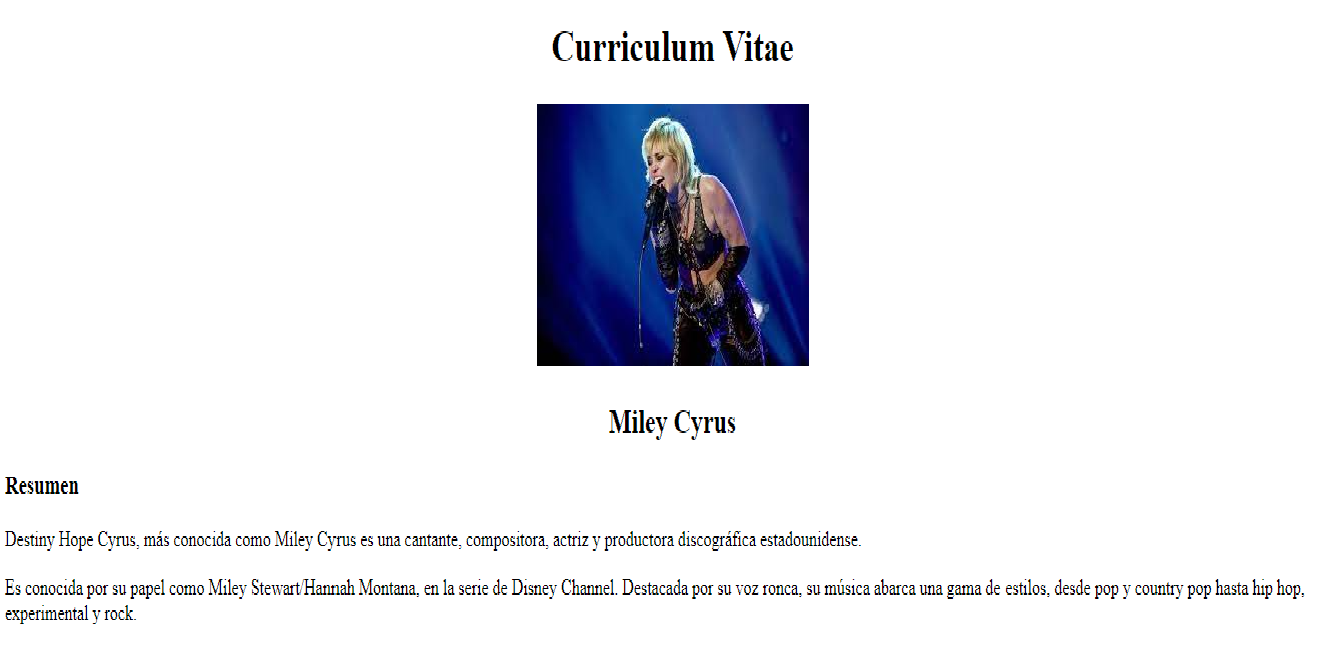 Curriculum Vitae
Miley Cyrus
Resumen
Destiny Hope Cyrus, más conocida como Miley Cyrus es una cantante, compositora, actriz y productora discográfica estadounidense.
Es conocida por su papel como Miley Stewart/Hannah Montana, en la serie de Disney Channel. Destacada por su voz ronca, su música abarca una gama de estilos, desde pop y country pop hasta hip hop,
experimental y rock.